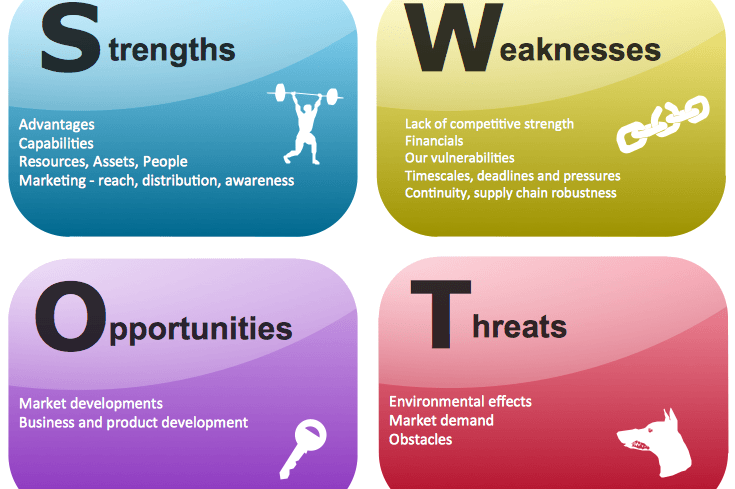 Strengths
Advantages
Capabilities
Resources, Assets, People
Marketing - reach, distribution, awareness
Weaknesses
Lack of competitive strength
Financials
Our vulnerabilities
Timescales, deadlines and pressures
Continuity, supply chain robustness
Opportunities
Market developments
Business and product development
Threats
Environmental effects
Market demand
Obstacles